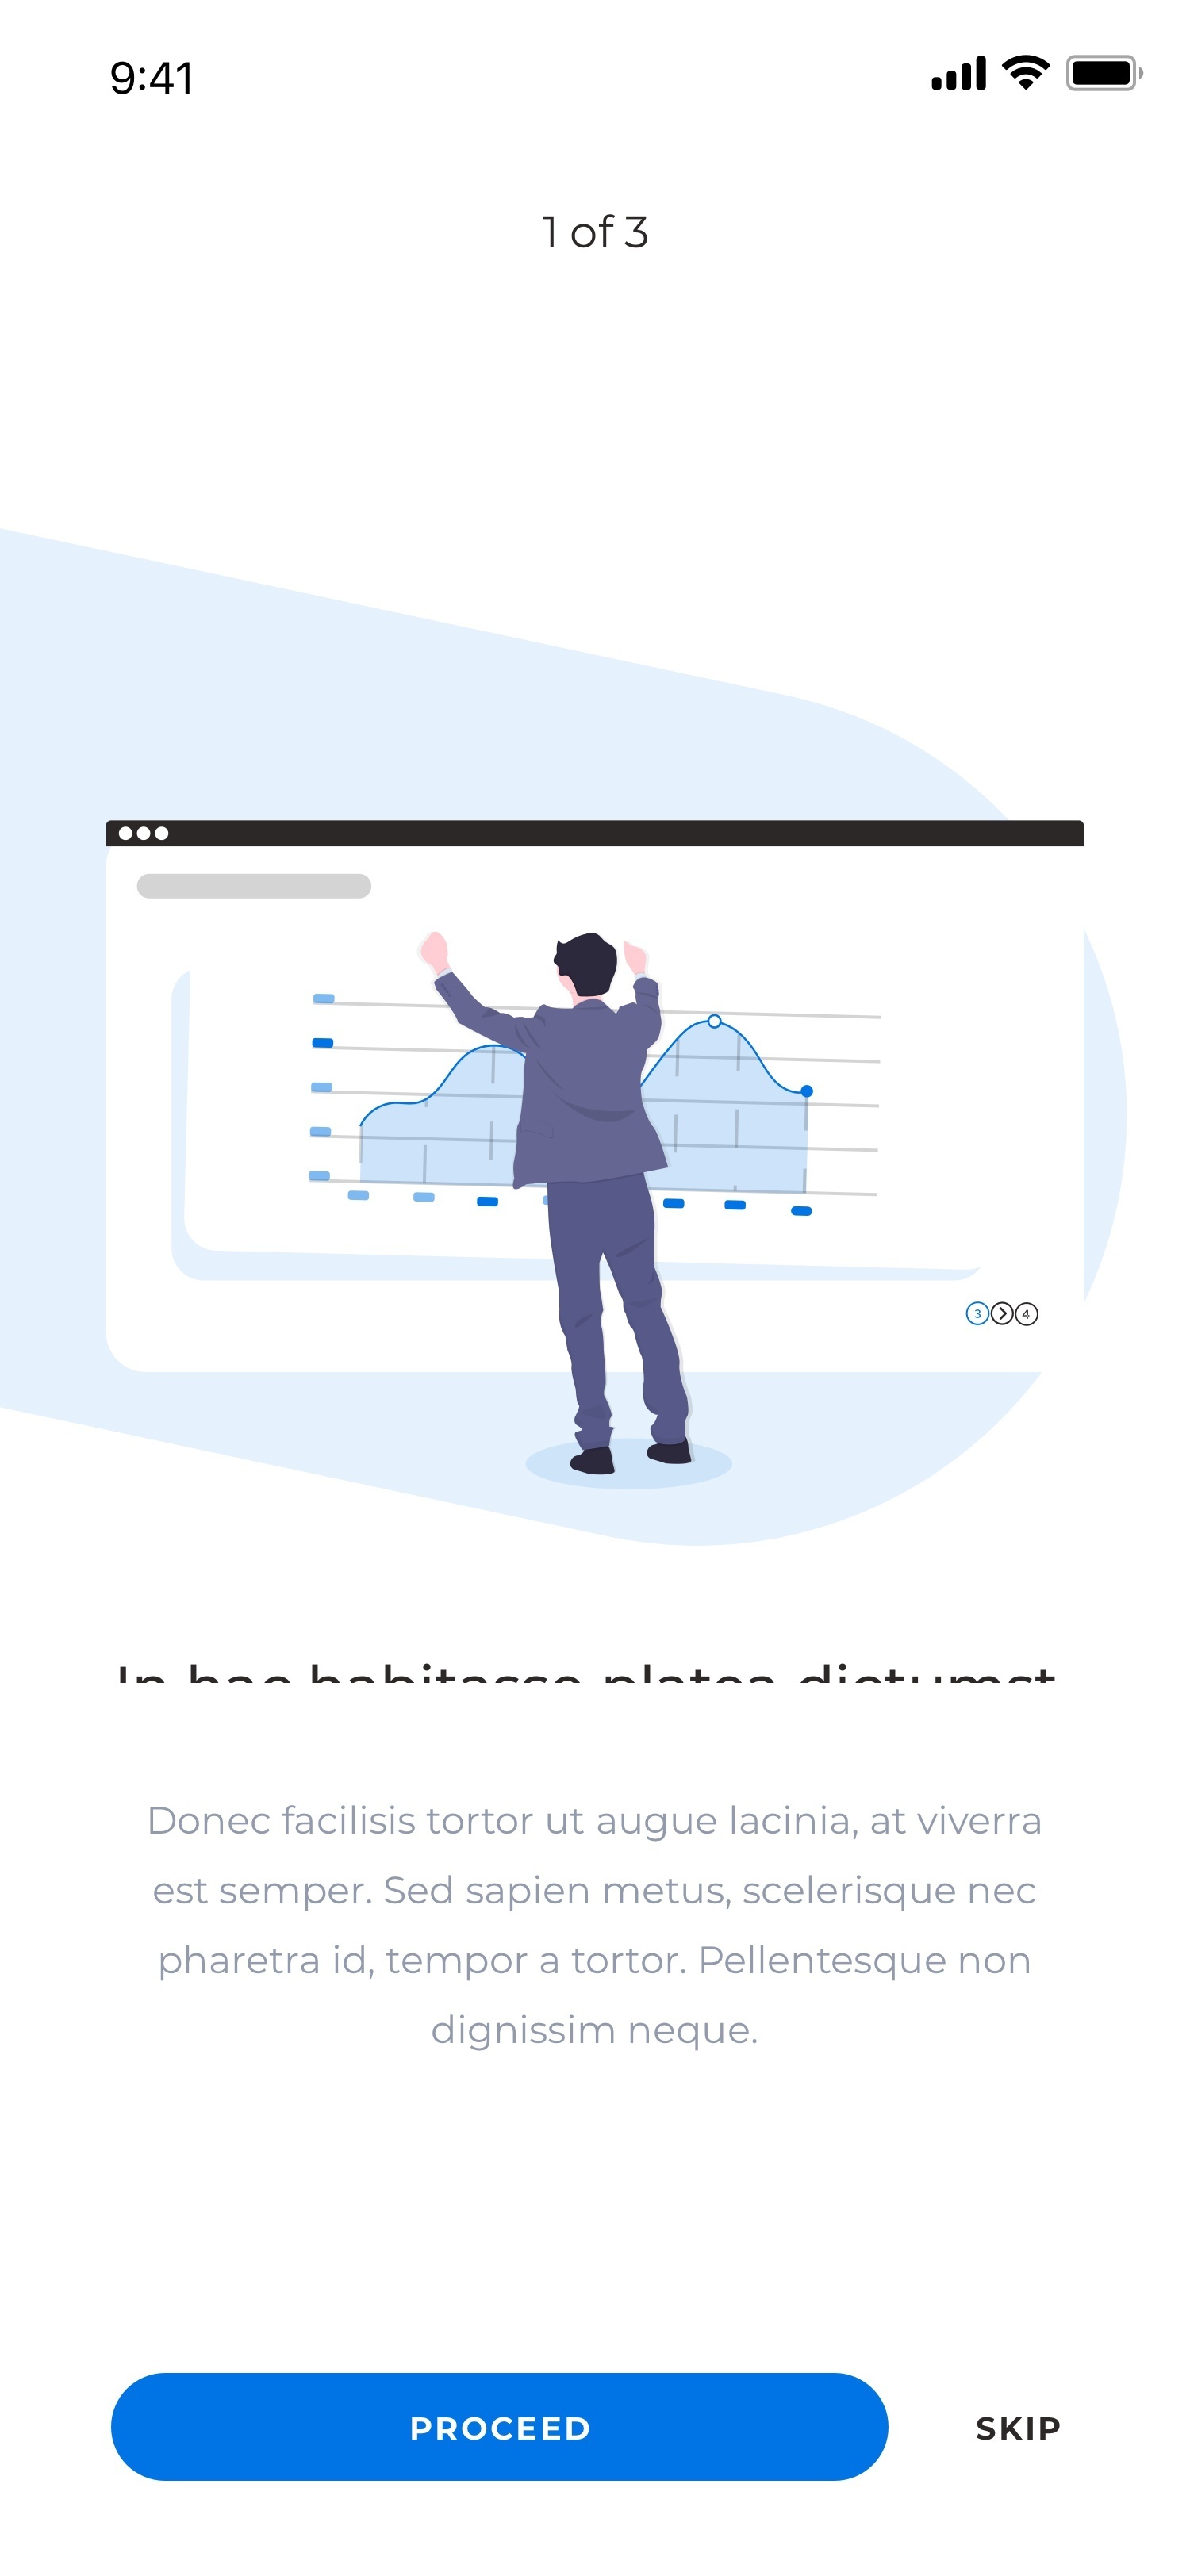 9:41
1 of 3
3 4
In hac habitasse platea dictumst
Donec facilisis tortor ut augue lacinia, at viverra
est semper. Sed sapien metus, scelerisque nec
pharetra id, tempor a tortor. Pellentesque non
dignissim neque.
PROCEED
SKIP